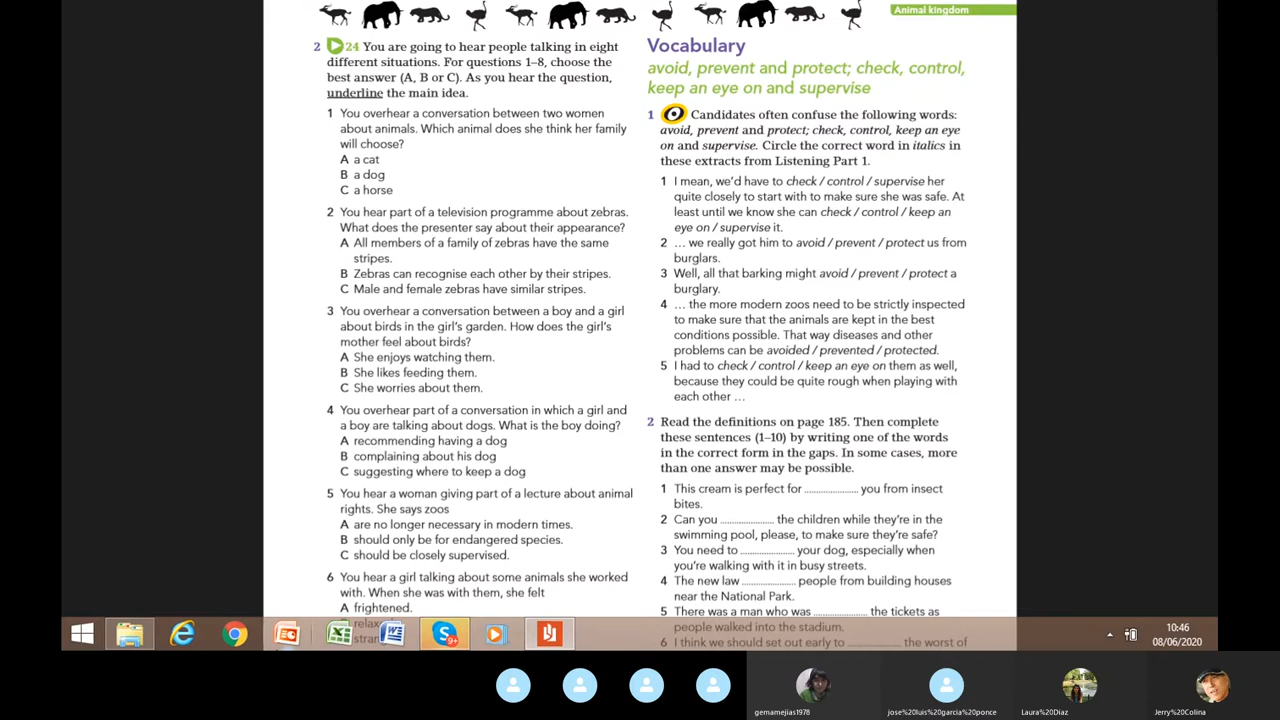 Animal kingdom
2 24 You are going to hear people talking in eight
different situations. For questions 1–8, choose the
best answer (A, B or C). As you hear the question,
underline the main idea.
1 You overhear a conversation between two women
about animals. Which animal does she think her family
will choose?
A a cat
B a dog
C a horse
2 You hear part of a television programme about zebras.
What does the presenter say about their appearance?
A All members of a family of zebras have the same
stripes.
B Zebras can recognise each other by their stripes.
C Male and female zebras have similar stripes.
3 You overhear a conversation between a boy and a girl
about birds in the girl's garden. How does the girl's
mother feel about birds?
A She enjoys watching them.
B She likes feeding them.
C She worries about them.
4 You overhear part of a conversation in which a girl and
a boy are talking about dogs. What is the boy doing?
A recommending having a dog
B complaining about his dog
C suggesting where to keep a dog
5 You hear a woman giving part of a lecture about animal
rights. She says zoos
A are no longer necessary in modern times.
B should only be for endangered species.
C should be closely supervised.
6 You hear a girl talking about some animals she worked
with. When she was with them, she felt
A frightened.
Vocabulary
avoid, prevent and protect; check, control,
keep an eye on and supervise
1 Candidates often confuse the following words:
avoid, prevent and protect; check, control, keep an eye
on and supervise. Circle the correct word in italics in
these extracts from Listening Part 1.
1 I mean, we'd have to check / control / supervise her
quite closely to start with to make sure she was safe. At
least until we know she can check / control / keep an
eye on / supervise it.
2 … we really got him to avoid / prevent / protect us from
burglars.
3 Well, all that barking might avoid / prevent / protect a
burglary.
4 … the more modern zoos need to be strictly inspected
to make sure that the animals are kept in the best
conditions possible. That way diseases and other
problems can be avoided / prevented / protected.
5 I had to check / control / keep an eye on them as well,
because they could be quite rough when playing with
each other …
2 Read the definitions on page 185. Then complete
these sentences (1–10) by writing one of the words
in the correct form in the gaps. In some cases, more
than one answer may be possible.
1 This cream is perfect for ...................... you from insect
bites.
2 Can you ...................... the children while they're in the
swimming pool, please, to make sure they're safe?
3 You need to ...................... your dog, especially when
you're walking with it in busy streets.
4 The new law ...................... people from building houses
near the National Park.
5 There was a man who was ...................... the tickets as
people walked into the stadium.
6 I think we should set out early to ...................... the worst of
9+
10:46
08/06/2020
gemamejias1978
jose%20luis%20garcia%20ponce
Laura%20Diaz
Jerry%20Colina